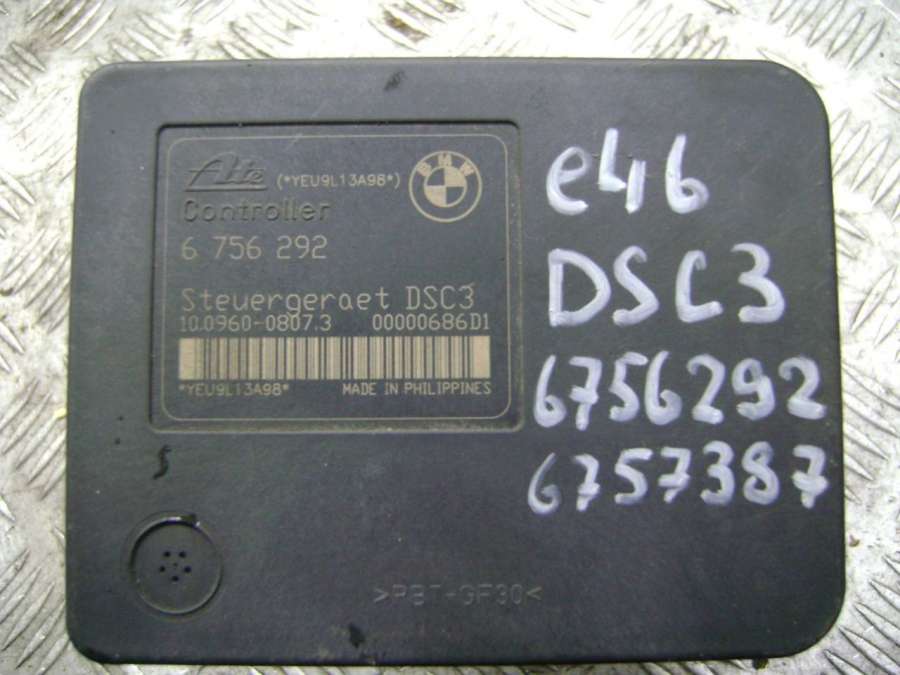 Ate (*YEU9L13A98*) BMW
Controller
6 756 292
Steuergeraet DSC3
10.0960-0807.3 00000686D1
*YEU9L13A98* MADE IN PHILIPPINES
e46
DSC3
6756292
6757387
>PBT-GF30<